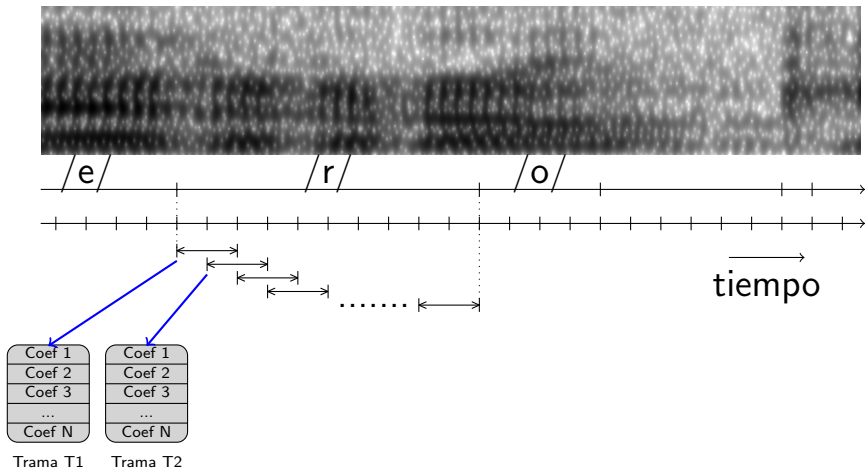 /e/ /r/ /o/
tiempo
.......
Coef 1 Coef 1
Coef 2 Coef 2
Coef 3 Coef 3
... ...
Coef N Coef N
Trama T1 Trama T2